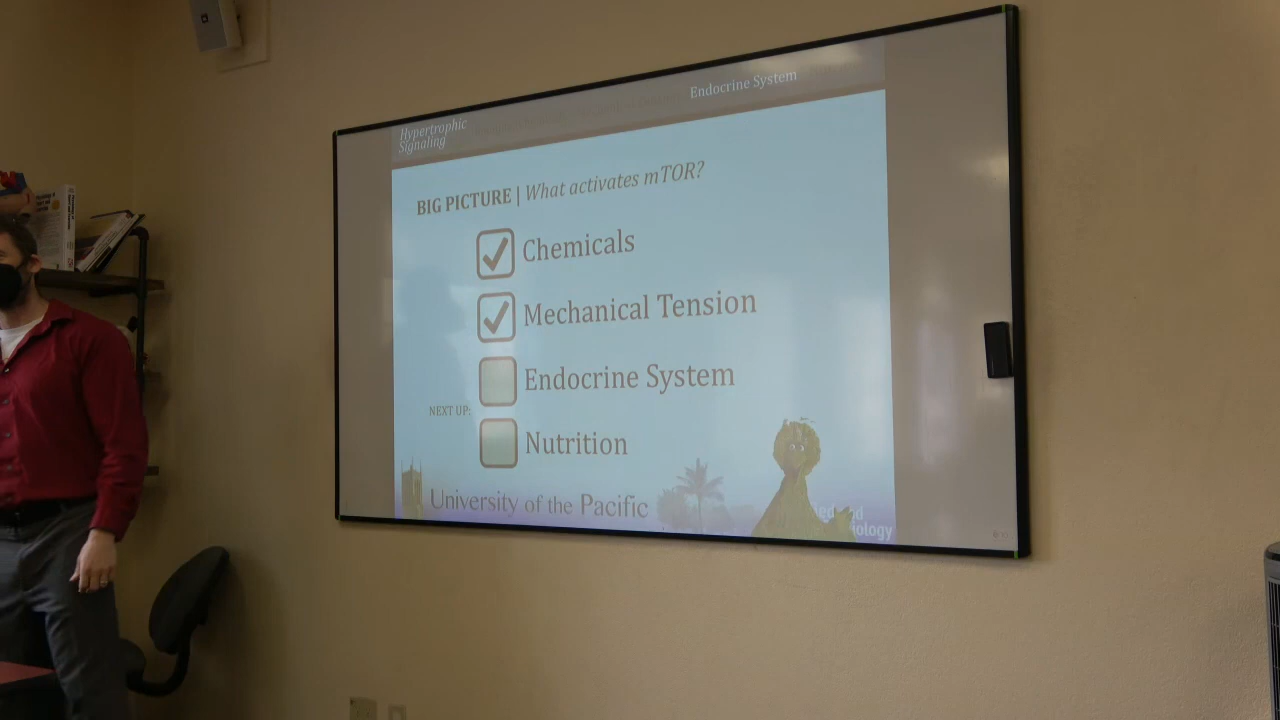 Endocrine System
Hypertrophic
Signaling
BIG PICTURE | What activates mTOR?
Chemicals
Mechanical Tension
Endocrine System
NEXT UP:
Nutrition
University of the Pacific
iology